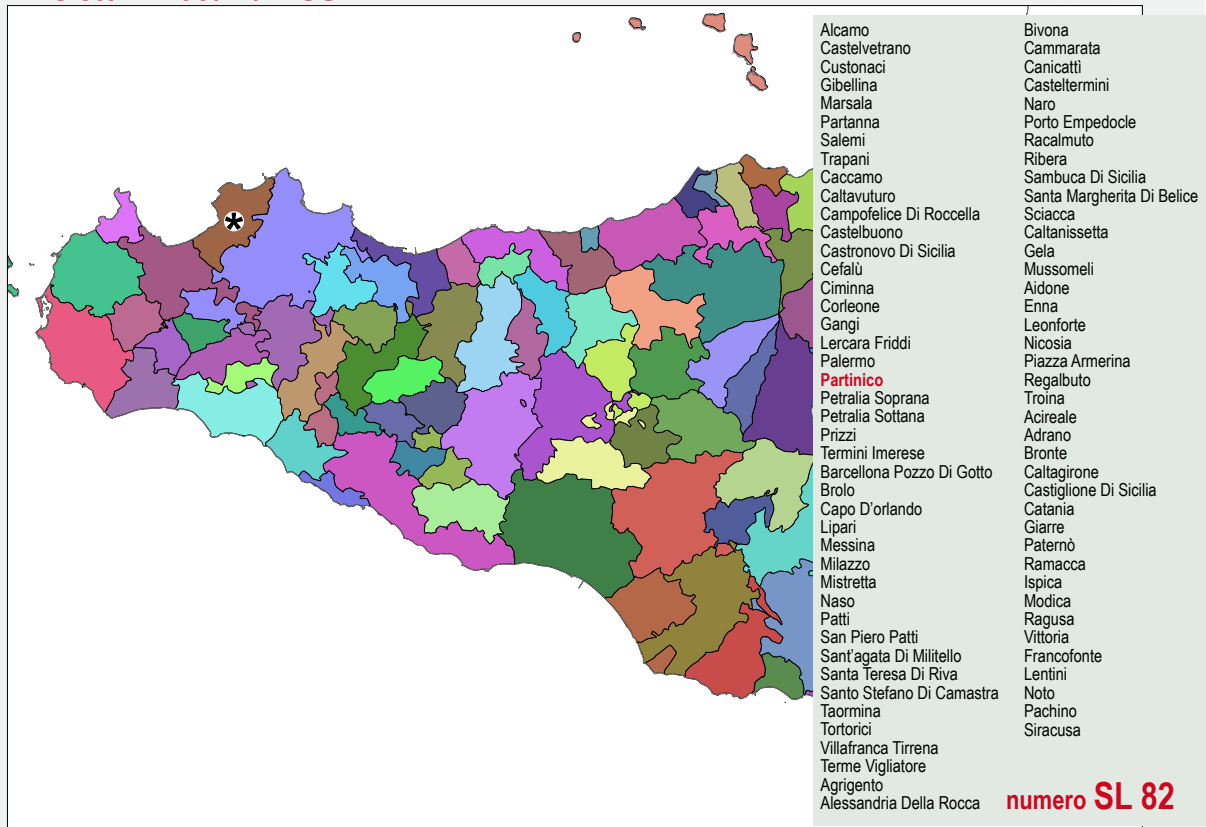 Alcamo
Castelvetrano
Custonaci
Gibellina
Marsala
Partanna
Salemi
Trapani
Caccamo
Caltavuturo
Campofelice Di Roccella
Castelbuono
Castronovo Di Sicilia
Cefalù
Ciminna
Corleone
Gangi
Lercara Friddi
Palermo
Partinico
Petralia Soprana
Petralia Sottana
Prizzi
Termini Imerese
Barcellona Pozzo Di Gotto
Brolo
Capo D'orlando
Lipari
Messina
Milazzo
Mistretta
Naso
Patti
San Piero Patti
Sant'agata Di Militello
Santa Teresa Di Riva
Santo Stefano Di Camastra
Taormina
Tortorici
Villafranca Tirrena
Terme Vigliatore
Agrigento
Alessandria Della Rocca
Bivona
Cammarata
Canicattì
Casteltermini
Naro
Porto Empedocle
Racalmuto
Ribera
Sambuca Di Sicilia
Santa Margherita Di Belice
Sciacca
Caltanissetta
Gela
Mussomeli
Aidone
Enna
Leonforte
Nicosia
Piazza Armerina
Regalbuto
Troina
Acireale
Adrano
Bronte
Caltagirone
Castiglione Di Sicilia
Catania
Giarre
Paternò
Ramacca
Ispica
Modica
Ragusa
Vittoria
Francofonte
Lentini
Noto
Pachino
Siracusa
numero SL 82